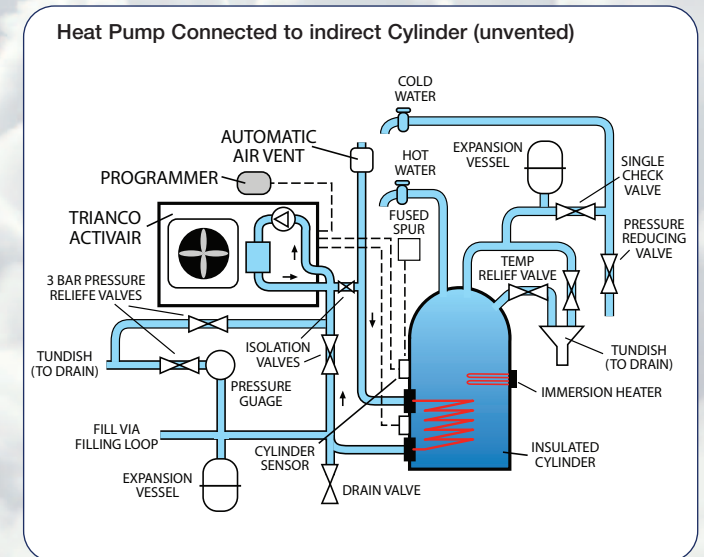 Heat Pump Connected to indirect Cylinder (unvented)
COLD
WATER
AUTOMATIC
AIR VENT
HOT
WATER
EXPANSION
VESSEL
SINGLE
CHECK
VALVE
PROGRAMMER
TRIANCO
ACTIVAIR
FUSED
SPUR
PRESSURE
REDUCING
VALVE
TEMP
RELIEF VALVE
3 BAR PRESSURE
RELIEFE VALVES
ISOLATION
VALVES
TUNDISH
(TO DRAIN)
TUNDISH
(TO DRAIN)
PRESSURE
GUAGE
IMMERSION HEATER
FILL VIA
FILLING LOOP
CYLINDER
SENSOR
INSULATED
CYLINDER
EXPANSION
VESSEL
DRAIN VALVE